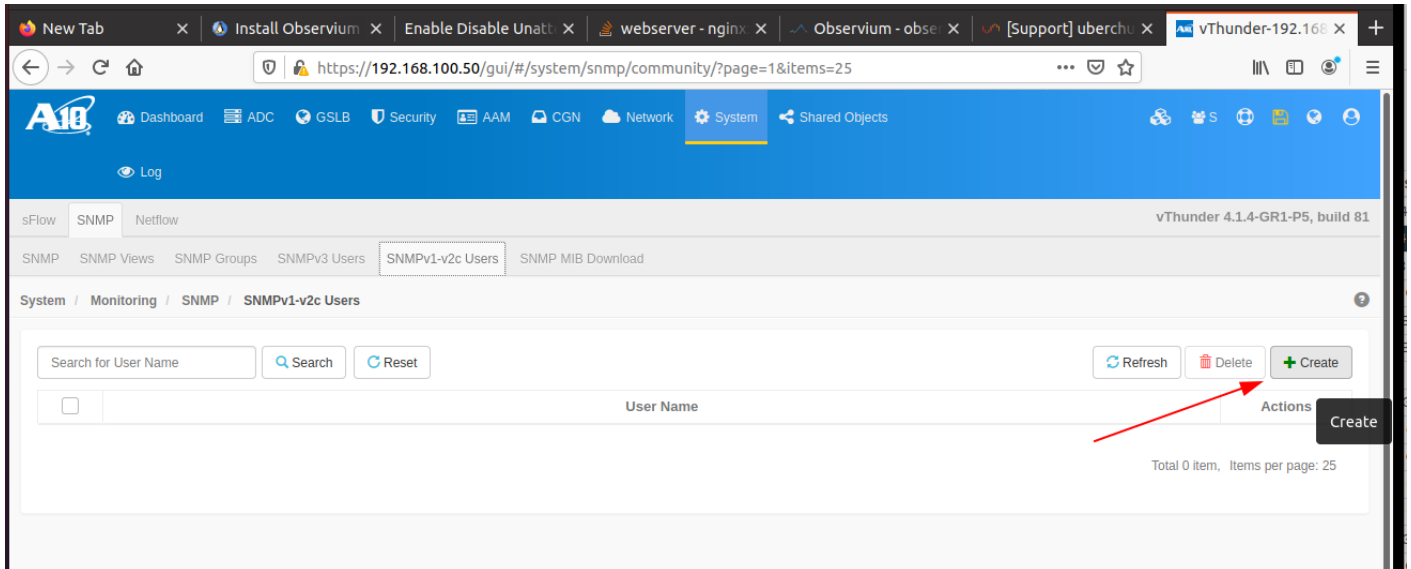 New Tab Install Observium Enable Disable Unatt webserver - nginx Observium - obser [Support] uberchu vThunder-192.168
https://192.168.100.50/gui/#/system/snmp/community/?page=1&items=25
A10 Dashboard ADC GSLB Security AAM CGN Network System Shared Objects S
Log
sFlow SNMP Netflow vThunder 4.1.4-GR1-P5, build 81
SNMP SNMP Views SNMP Groups SNMPv3 Users SNMPv1-v2c Users SNMP MIB Download
System / Monitoring / SNMP / SNMPv1-v2c Users
Search for User Name Search Reset Refresh Delete Create
User Name Actions
Create
Total 0 item, Items per page: 25